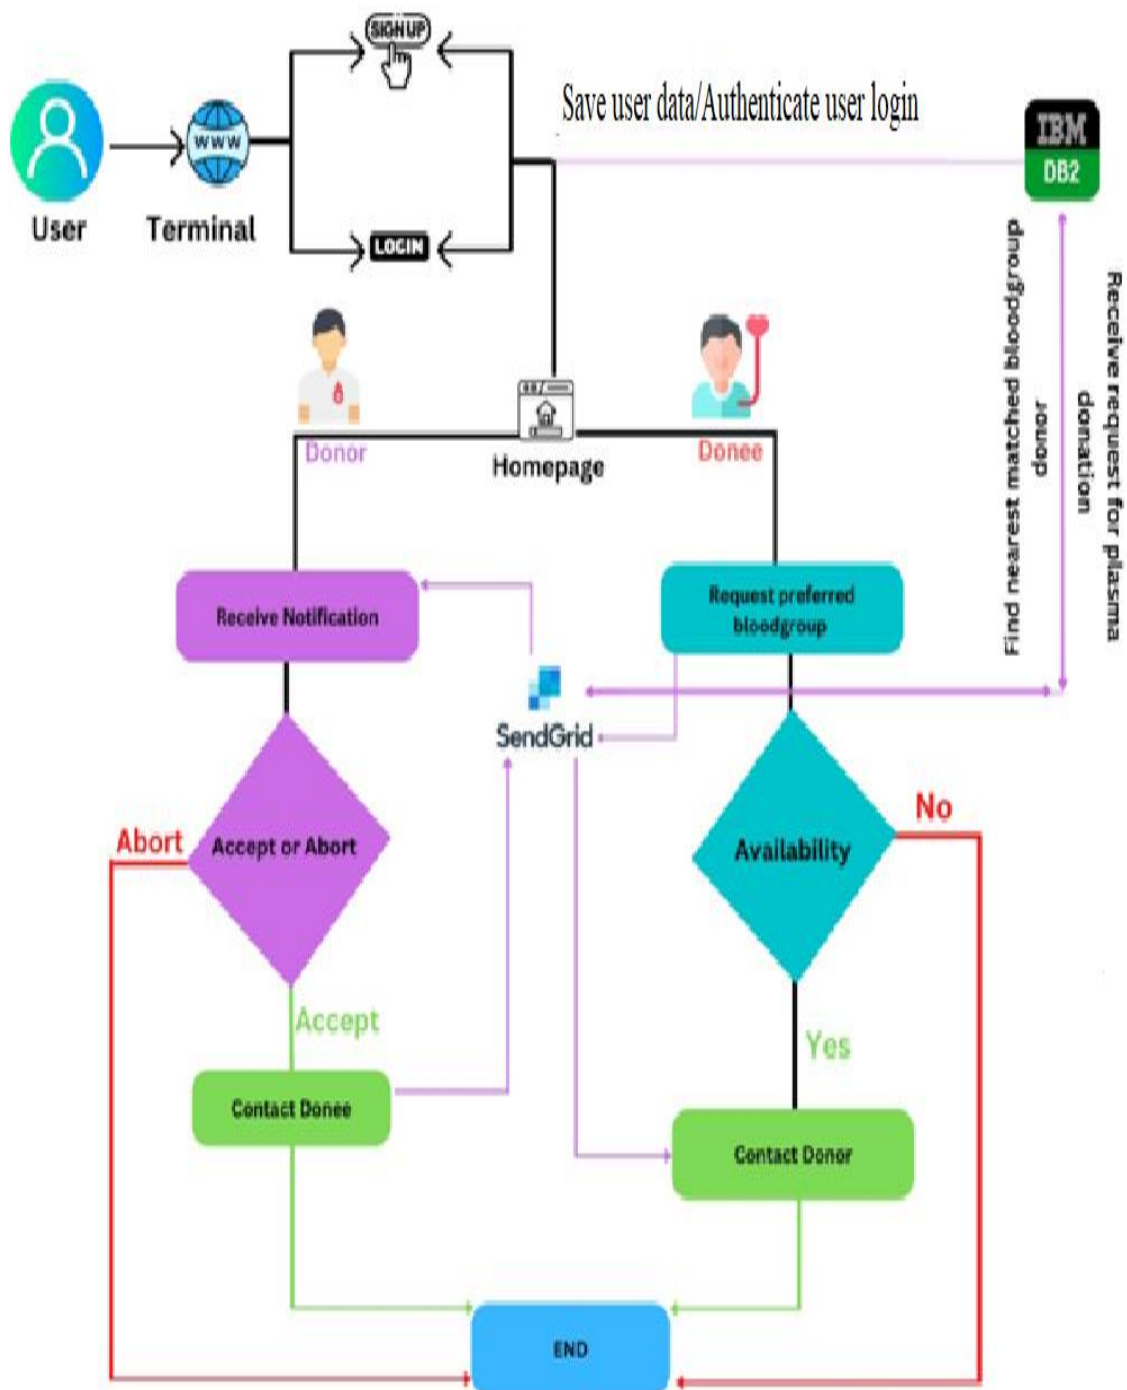 SIGN UP
Save user data/Authenticate user login
WWW
IBM
DB2
User
Terminal
LOGIN
Find nearest matched bloodgroup
donor
Receive request for plasma
donation
Donor
Homepage
Donee
Receive Notification
Request preferred
bloodgroup
SendGrid
Abort
Accept or Abort
No
Availability
Accept
Yes
Contact Donee
Contact Donor
END